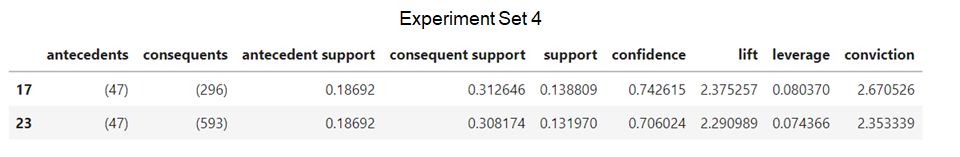 Experiment Set 4
antecedents consequents antecedent support consequent support support confidence lift leverage conviction
17 (47) (296) 0.18692 0.312646 0.138809 0.742615 2.375257 0.080370 2.670526
23 (47) (593) 0.18692 0.308174 0.131970 0.706024 2.290989 0.074366 2.353339